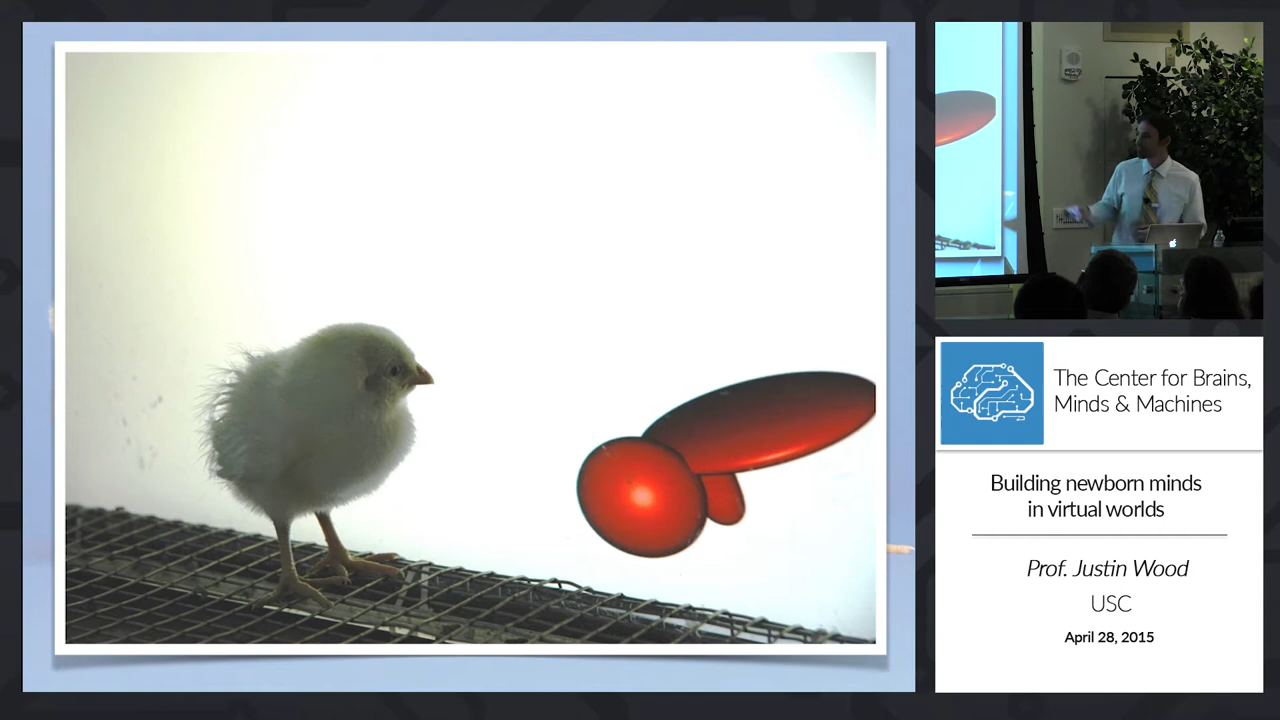 The Center for Brains,
Minds & Machines
Building newborn minds
in virtual worlds
Prof. Justin Wood
USC
April 28, 2015